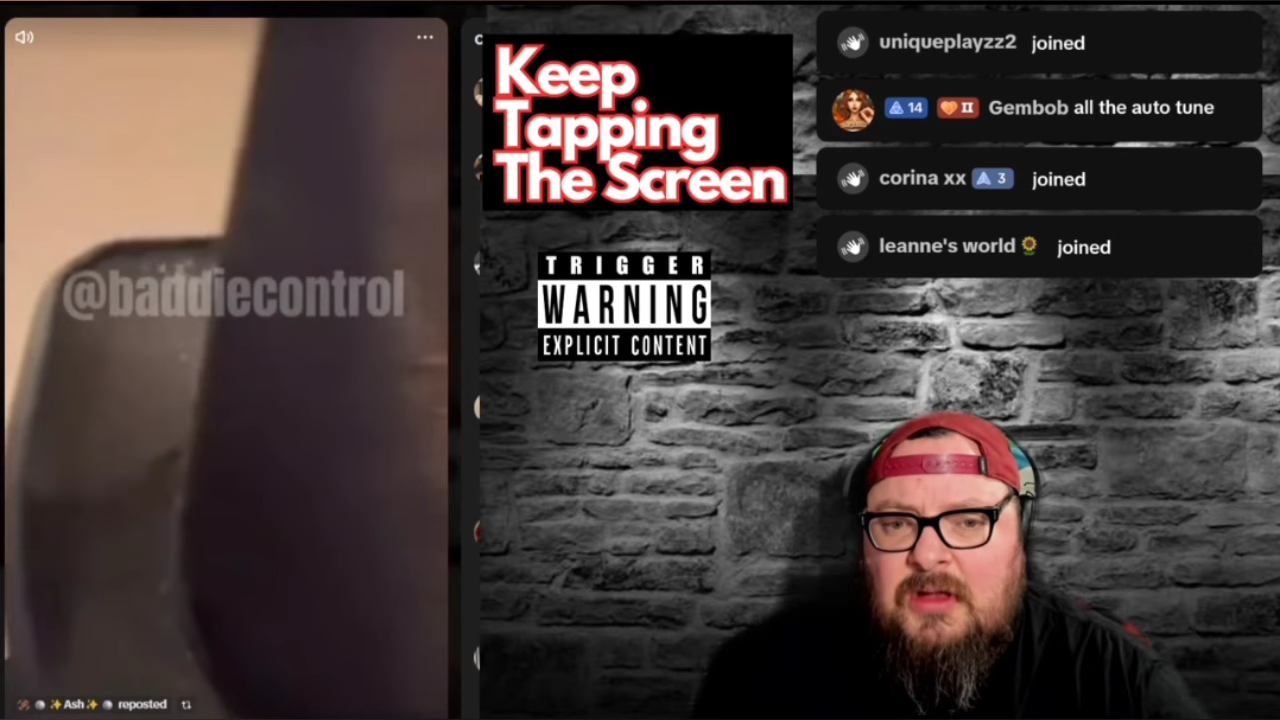 @baddiecontrol
✨Ash✨ reposted
Keep
Tapping
The Screen
TRIGGER
WARNING
EXPLICIT CONTENT
uniqueplayzz2 joined
14 II Gembob all the auto tune
corina xx 3 joined
leanne's world🌻 joined